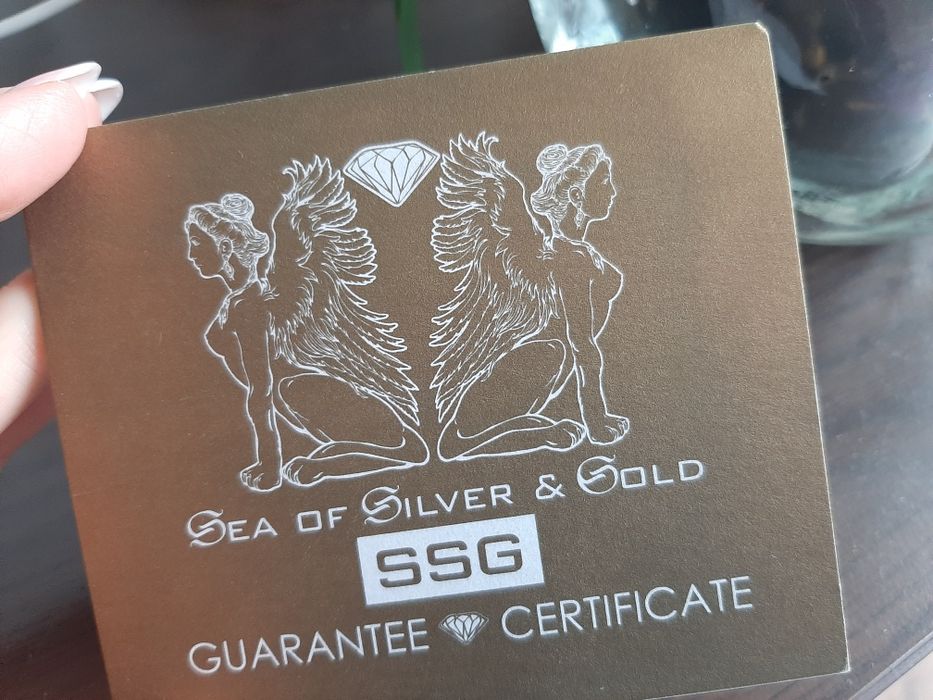 SEA OF SILVER & GOLD
SSG
GUARANTEE CERTIFICATE